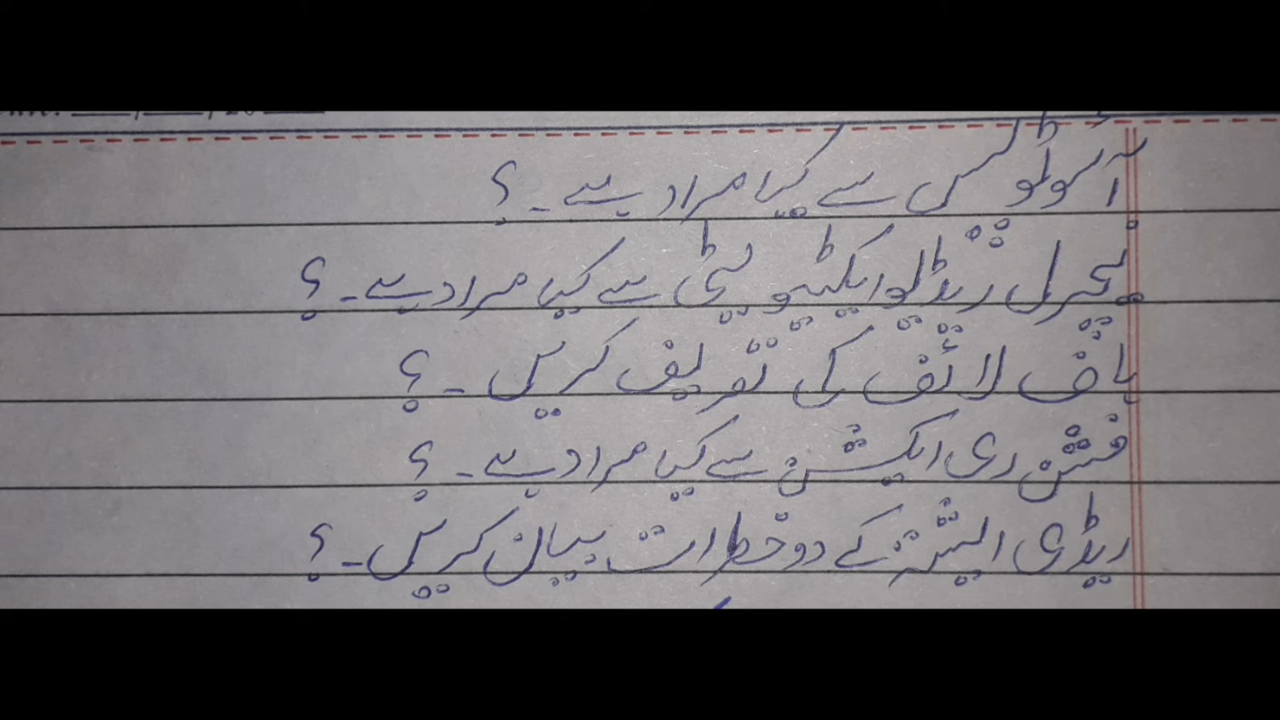 آئسوٹوپس سے کیا مراد ہے ۔ ؟
نیچرل ریڈیو ایکٹیویٹی سے کیا مراد ہے ۔ ؟
ہاف لائف کی تعریف کریں ۔ ؟
فشن ری ایکشن سے کیا مراد ہے ۔ ؟
ریڈی ایشنز کے دو خطرات بیان کریں ۔ ؟